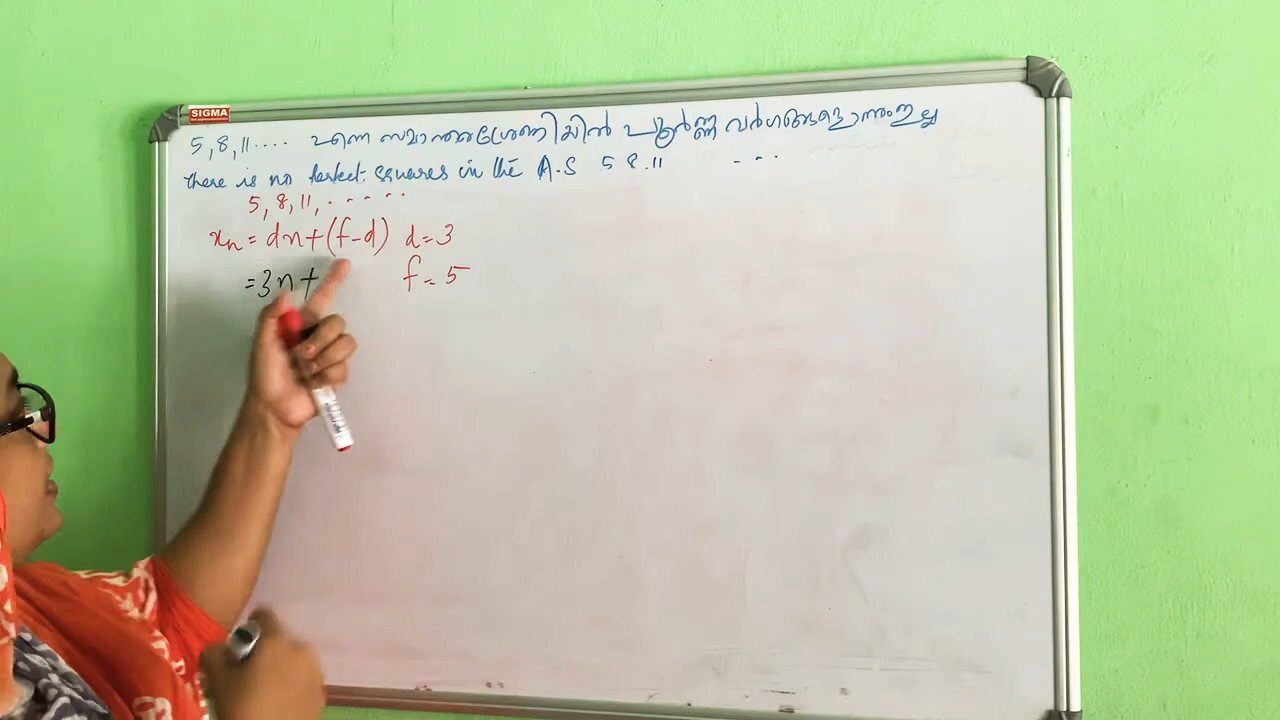 SIGMA
5, 8, 11.... എന്ന സമാന്തരശ്രേണിയിൽ പൂർണ്ണ വർഗങ്ങളൊന്നുംഇല്ല
There is no perfect. squares in the A.S 5 8.11 - - -
5, 8, 11, - - - - -
xn = dn+(f-d) d=3
=3n+ f=5